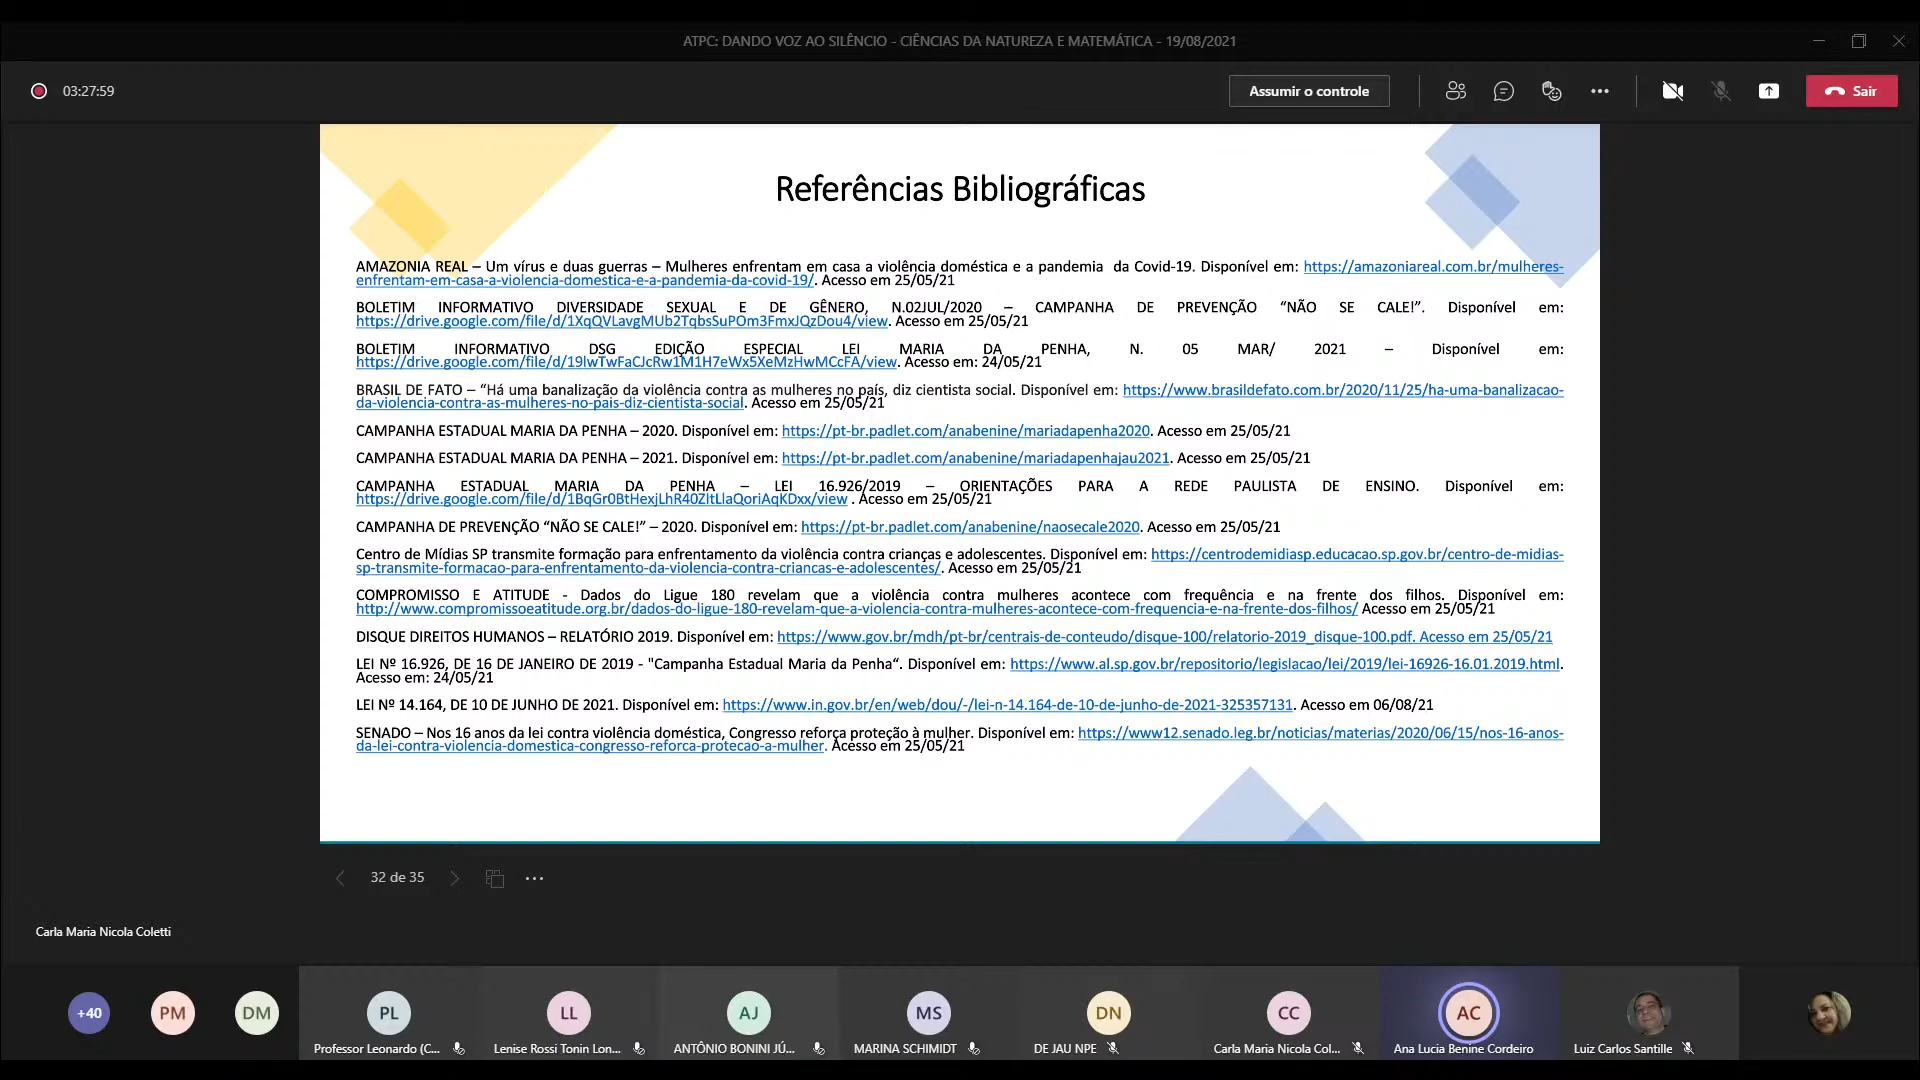 ATPC: DANDO VOZ AO SILÊNCIO - CIÊNCIAS DA NATUREZA E MATEMÁTICA - 19/08/2021
03:27:59
Assumir o controle
Sair
Referências Bibliográficas
AMAZONIA REAL – Um vírus e duas guerras – Mulheres enfrentam em casa a violência doméstica e a pandemia da Covid-19. Disponível em: https://amazoniareal.com.br/mulheres-
enfrentam-em-casa-a-violencia-domestica-e-a-pandemia-da-covid-19/. Acesso em 25/05/21
BOLETIM INFORMATIVO DIVERSIDADE SEXUAL E DE GÊNERO, N.02JUL/2020 – CAMPANHA DE PREVENÇÃO “NÃO SE CALE!”. Disponível em:
https://drive.google.com/file/d/1XqQVLavgMUb2TqbsSuPOm3FmxJQzDou4/view. Acesso em 25/05/21
BOLETIM INFORMATIVO DSG EDIÇÃO ESPECIAL LEI MARIA DA PENHA, N. 05 MAR/ 2021 – Disponível em:
https://drive.google.com/file/d/19lwTwFaCJcRw1M1H7eWx5XeMzHwMCcFA/view. Acesso em: 24/05/21
BRASIL DE FATO – “Há uma banalização da violência contra as mulheres no país, diz cientista social. Disponível em: https://www.brasildefato.com.br/2020/11/25/ha-uma-banalizacao-
da-violencia-contra-as-mulheres-no-pais-diz-cientista-social. Acesso em 25/05/21
CAMPANHA ESTADUAL MARIA DA PENHA – 2020. Disponível em: https://pt-br.padlet.com/anabenine/mariadapenha2020. Acesso em 25/05/21
CAMPANHA ESTADUAL MARIA DA PENHA – 2021. Disponível em: https://pt-br.padlet.com/anabenine/mariadapenhajau2021. Acesso em 25/05/21
CAMPANHA ESTADUAL MARIA DA PENHA – LEI 16.926/2019 – ORIENTAÇÕES PARA A REDE PAULISTA DE ENSINO. Disponível em:
https://drive.google.com/file/d/1BqGr0BtHexjLhR40ZItLlaQoriAqKDxx/view . Acesso em 25/05/21
CAMPANHA DE PREVENÇÃO “NÃO SE CALE!” – 2020. Disponível em: https://pt-br.padlet.com/anabenine/naosecale2020. Acesso em 25/05/21
Centro de Mídias SP transmite formação para enfrentamento da violência contra crianças e adolescentes. Disponível em: https://centrodemidiasp.educacao.sp.gov.br/centro-de-midias-
sp-transmite-formacao-para-enfrentamento-da-violencia-contra-criancas-e-adolescentes/. Acesso em 25/05/21
COMPROMISSO E ATITUDE - Dados do Ligue 180 revelam que a violência contra mulheres acontece com frequência e na frente dos filhos. Disponível em:
http://www.compromissoeatitude.org.br/dados-do-ligue-180-revelam-que-a-violencia-contra-mulheres-acontece-com-frequencia-e-na-frente-dos-filhos/ Acesso em 25/05/21
DISQUE DIREITOS HUMANOS – RELATÓRIO 2019. Disponível em: https://www.gov.br/mdh/pt-br/centrais-de-conteudo/disque-100/relatorio-2019_disque-100.pdf. Acesso em 25/05/21
LEI Nº 16.926, DE 16 DE JANEIRO DE 2019 - "Campanha Estadual Maria da Penha“. Disponível em: https://www.al.sp.gov.br/repositorio/legislacao/lei/2019/lei-16926-16.01.2019.html.
Acesso em: 24/05/21
LEI Nº 14.164, DE 10 DE JUNHO DE 2021. Disponível em: https://www.in.gov.br/en/web/dou/-/lei-n-14.164-de-10-de-junho-de-2021-325357131. Acesso em 06/08/21
SENADO – Nos 16 anos da lei contra violência doméstica, Congresso reforça proteção à mulher. Disponível em: https://www12.senado.leg.br/noticias/materias/2020/06/15/nos-16-anos-
da-lei-contra-violencia-domestica-congresso-reforca-protecao-a-mulher. Acesso em 25/05/21
32 de 35
Carla Maria Nicola Coletti
+40 PM DM PL LL AJ MS DN CC AC
Professor Leonardo (C... Lenise Rossi Tonin Lon... ANTÔNIO BONINI JÚ... MARINA SCHIMIDT DE JAU NPE Carla Maria Nicola Col... Ana Lucia Benine Cordeiro Luiz Carlos Santille